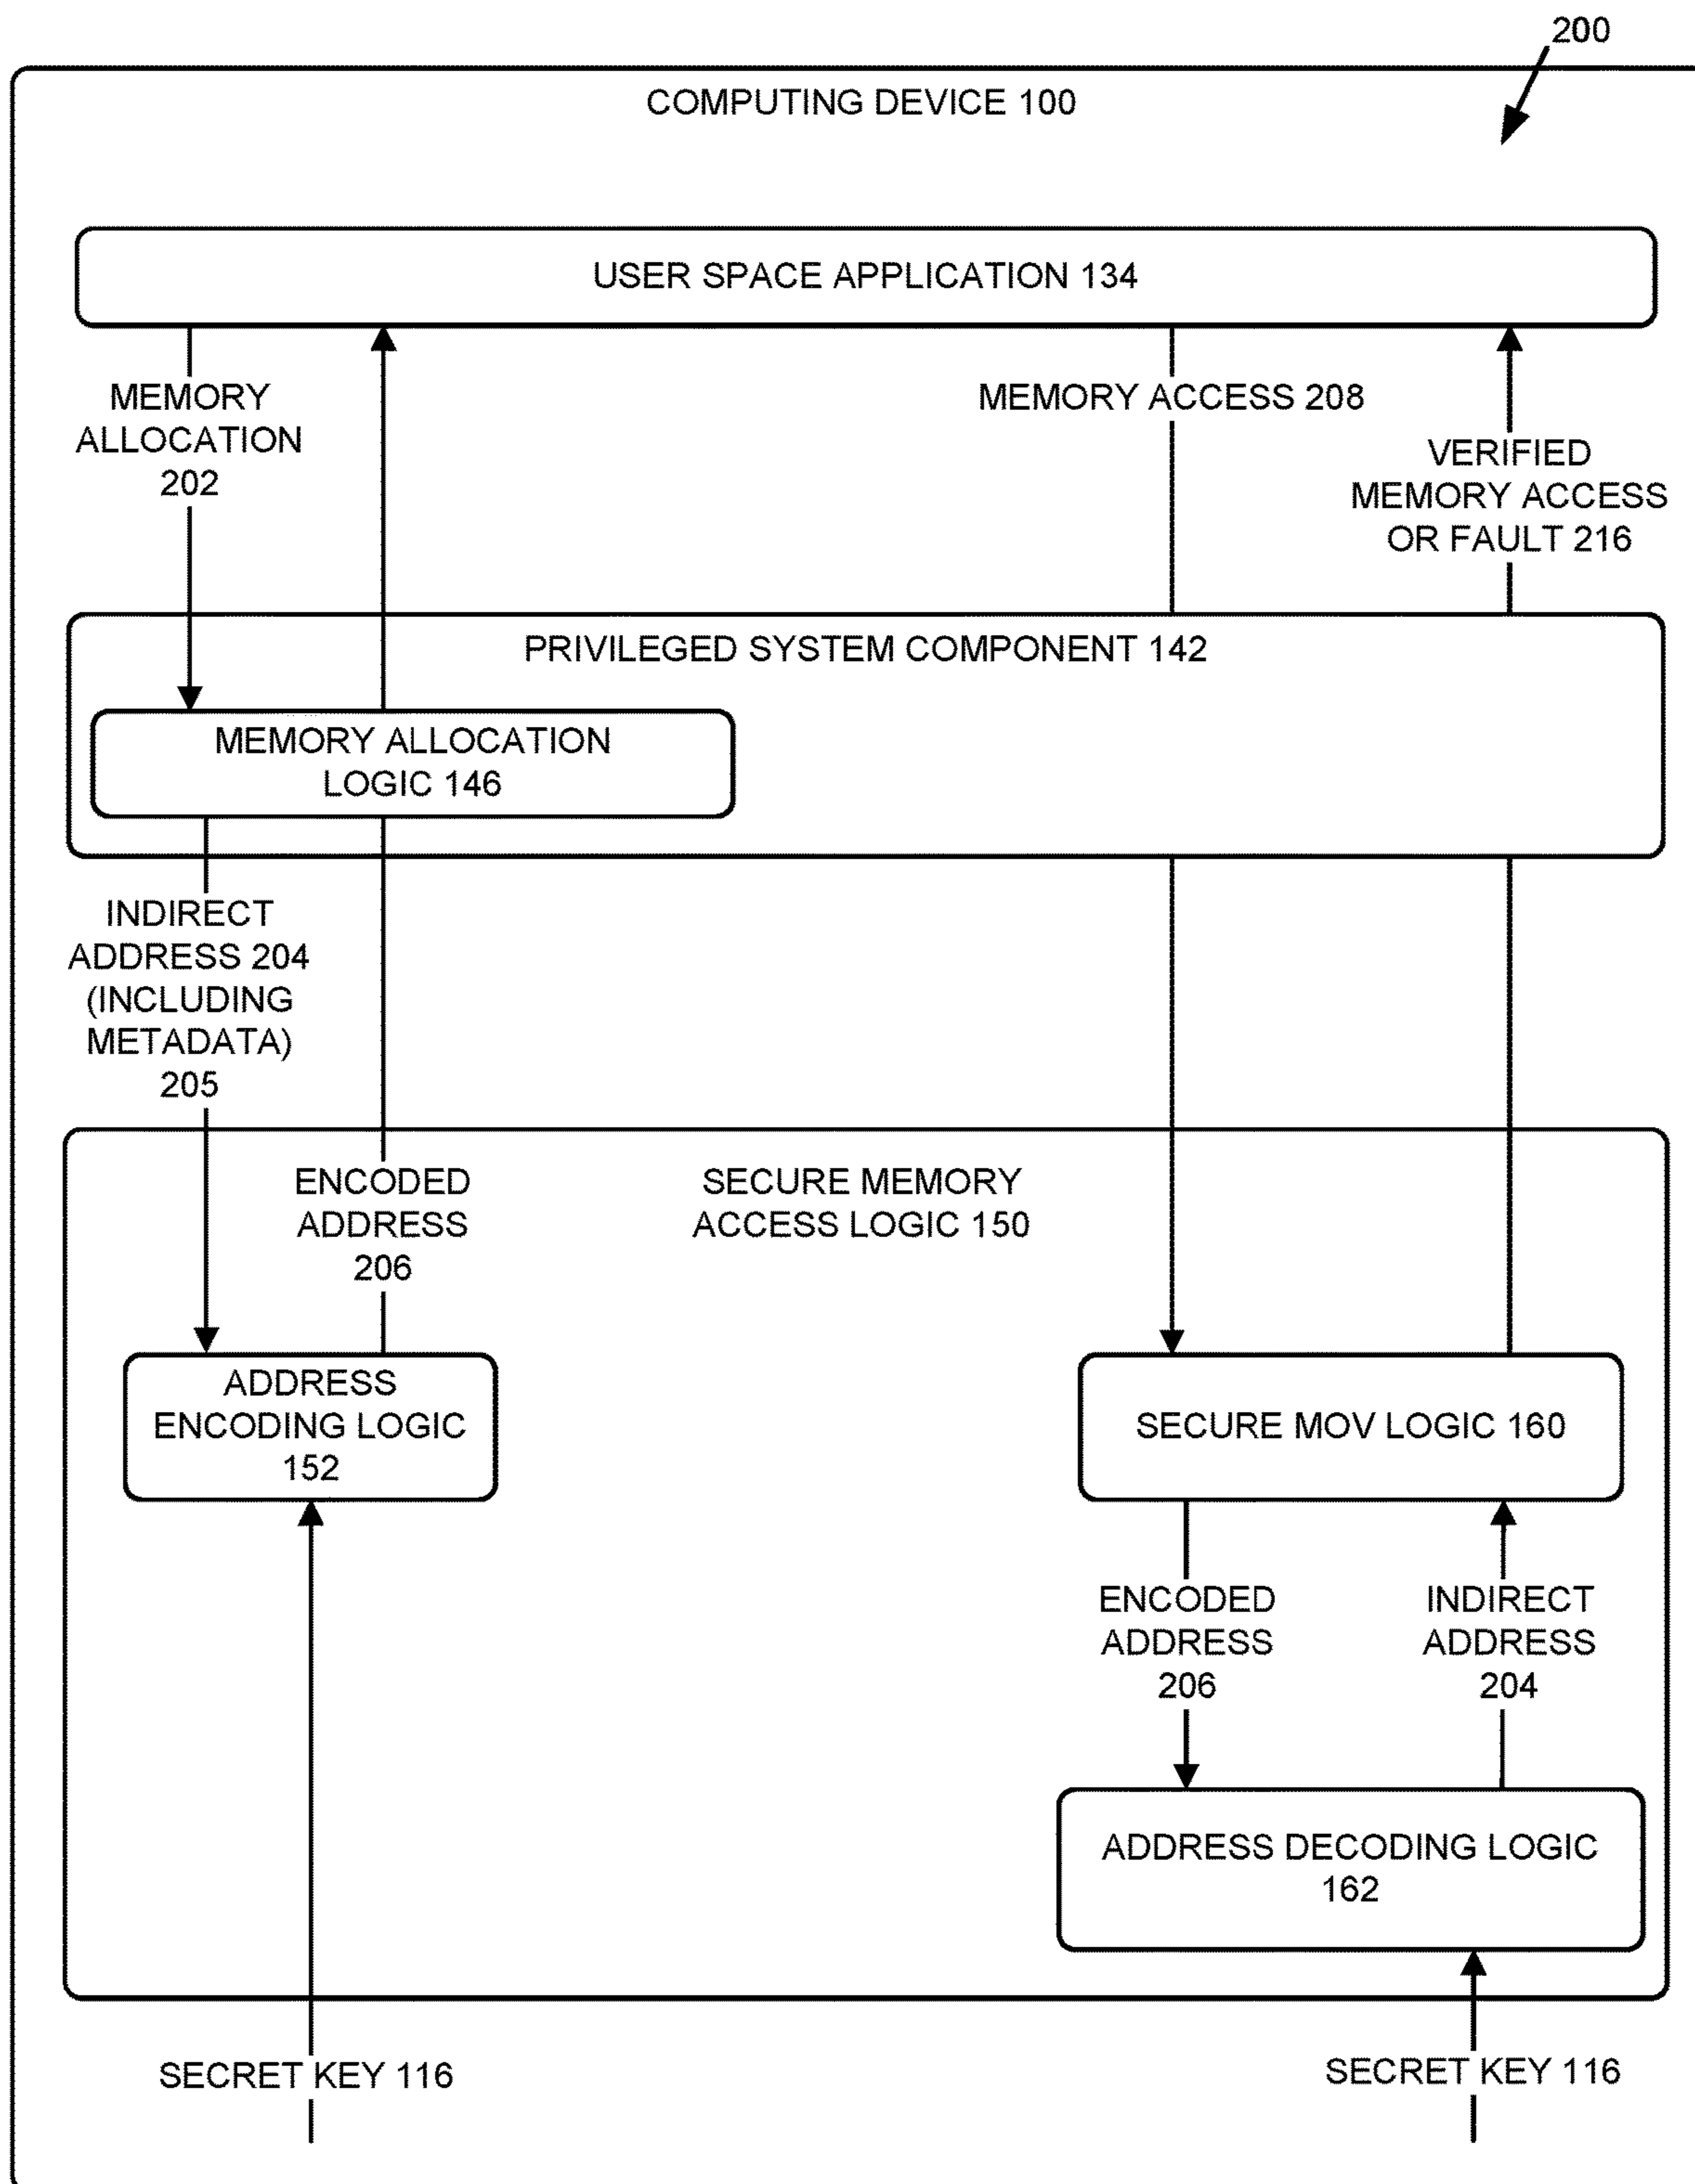 200
COMPUTING DEVICE 100
USER SPACE APPLICATION 134
MEMORY
ALLOCATION
202
MEMORY ACCESS 208
VERIFIED
MEMORY ACCESS
OR FAULT 216
PRIVILEGED SYSTEM COMPONENT 142
MEMORY ALLOCATION
LOGIC 146
INDIRECT
ADDRESS 204
(INCLUDING
METADATA)
205
ENCODED
ADDRESS
206
SECURE MEMORY
ACCESS LOGIC 150
ADDRESS
ENCODING LOGIC
152
SECURE MOV LOGIC 160
ENCODED
ADDRESS
206
INDIRECT
ADDRESS
204
ADDRESS DECODING LOGIC
162
SECRET KEY 116
SECRET KEY 116